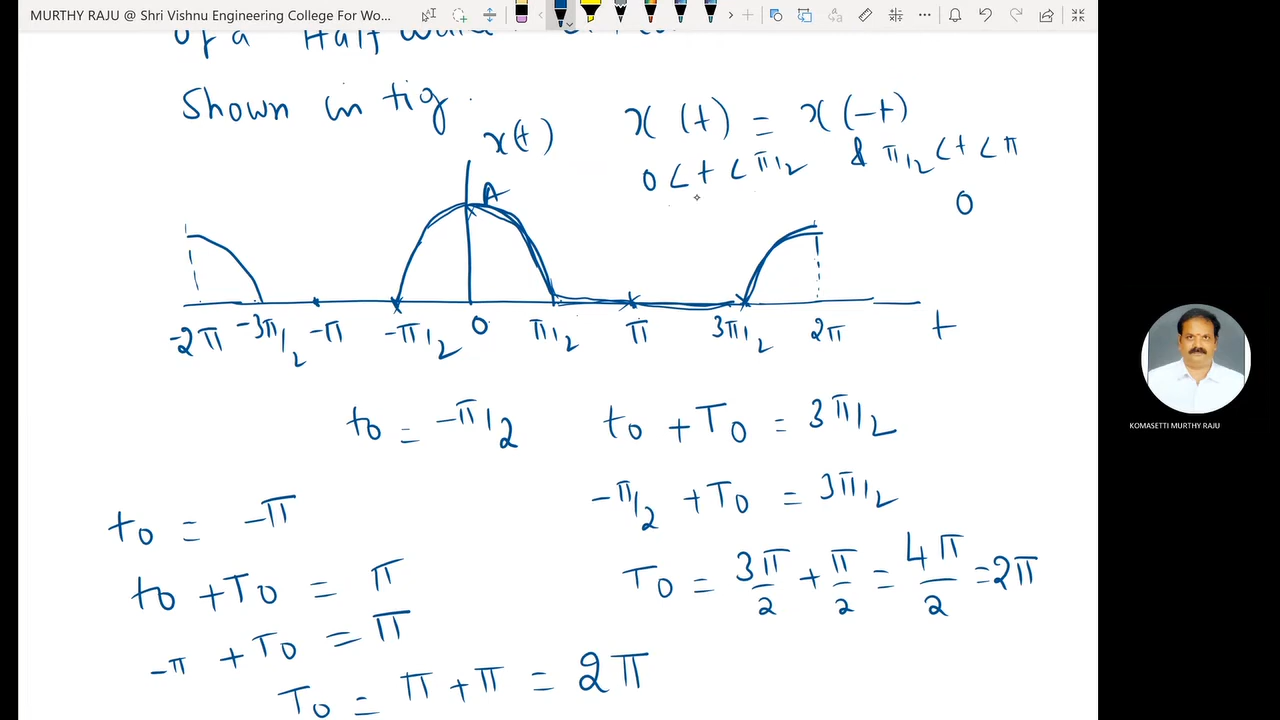 MURTHY RAJU @ Shri Vishnu Engineering College For Wo...
of a Half
Shown in fig.
x(t)
x(t) = x(-t)
0<t<π/2 & π/2<t<π
0
A
-2π -3π/2 -π -π/2 0 π/2 π 3π/2 2π t
t0 = -π/2 t0 + T0 = 3π/2
-π/2 + T0 = 3π/2
t0 = -π
T0 = 3π/2 + π/2 = 4π/2 = 2π
t0 + T0 = π
-π + T0 = π
T0 = π + π = 2π
KOMASETTI MURTHY RAJU